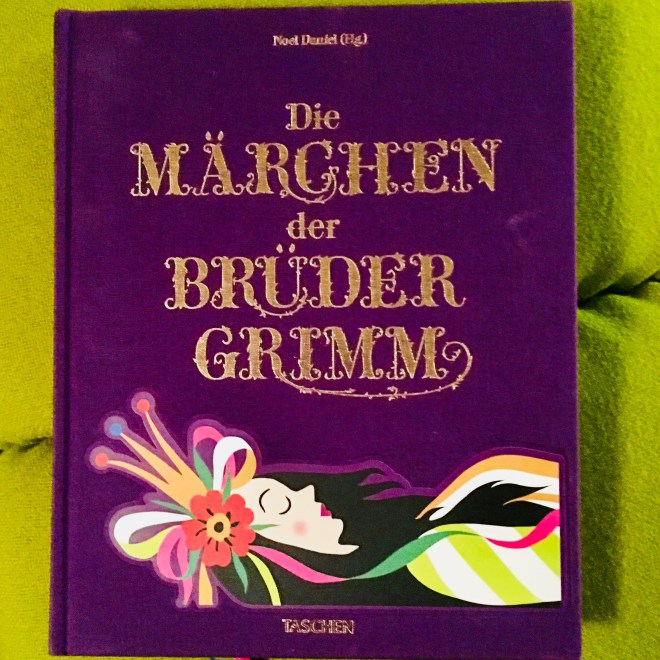 Noel Daniel (Hg.)
Die
MÄRCHEN
der
BRÜDER
GRIMM
TASCHEN